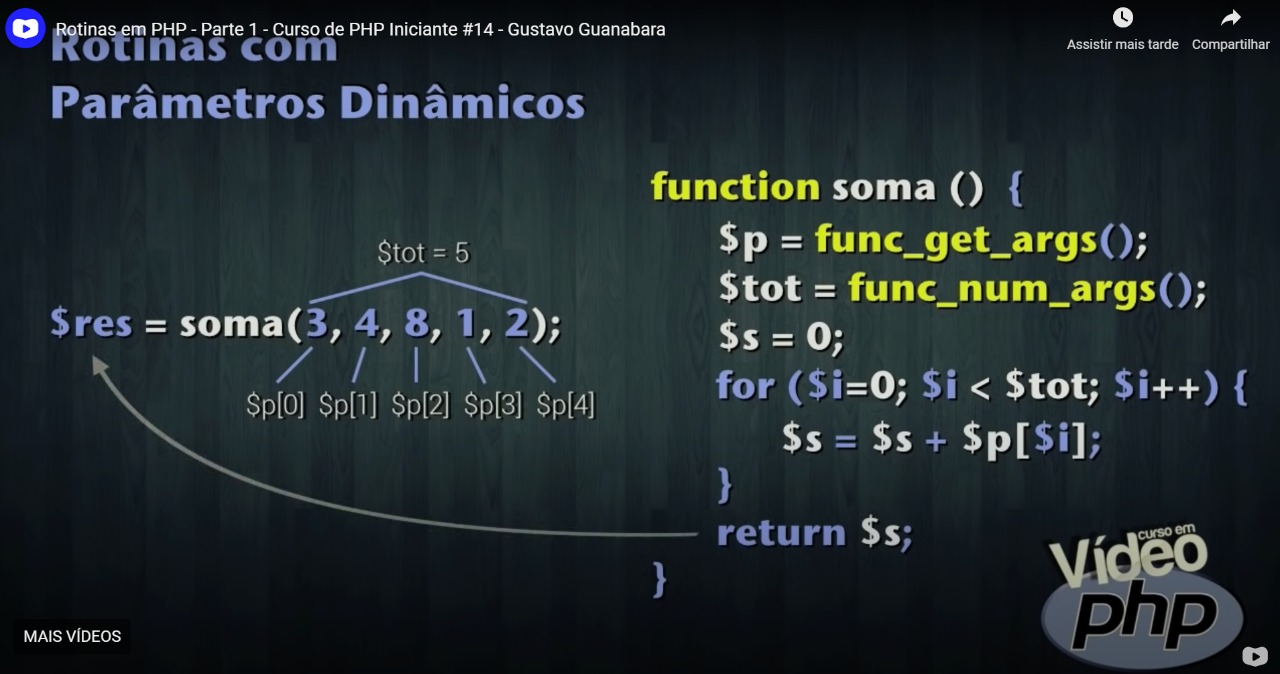 Rotinas em PHP - Parte 1 - Curso de PHP Iniciante #14 - Gustavo Guanabara
Assistir mais tarde
Compartilhar
Rotinas com
Parâmetros Dinâmicos
$tot = 5
$res = soma(3, 4, 8, 1, 2);
$p[0] $p[1] $p[2] $p[3] $p[4]
function soma () {
$p = func_get_args();
$tot = func_num_args();
$s = 0;
for ($i=0; $i < $tot; $i++) {
$s = $s + $p[$i];
}
return $s;
}
MAIS VÍDEOS
curso em
Vídeo
php